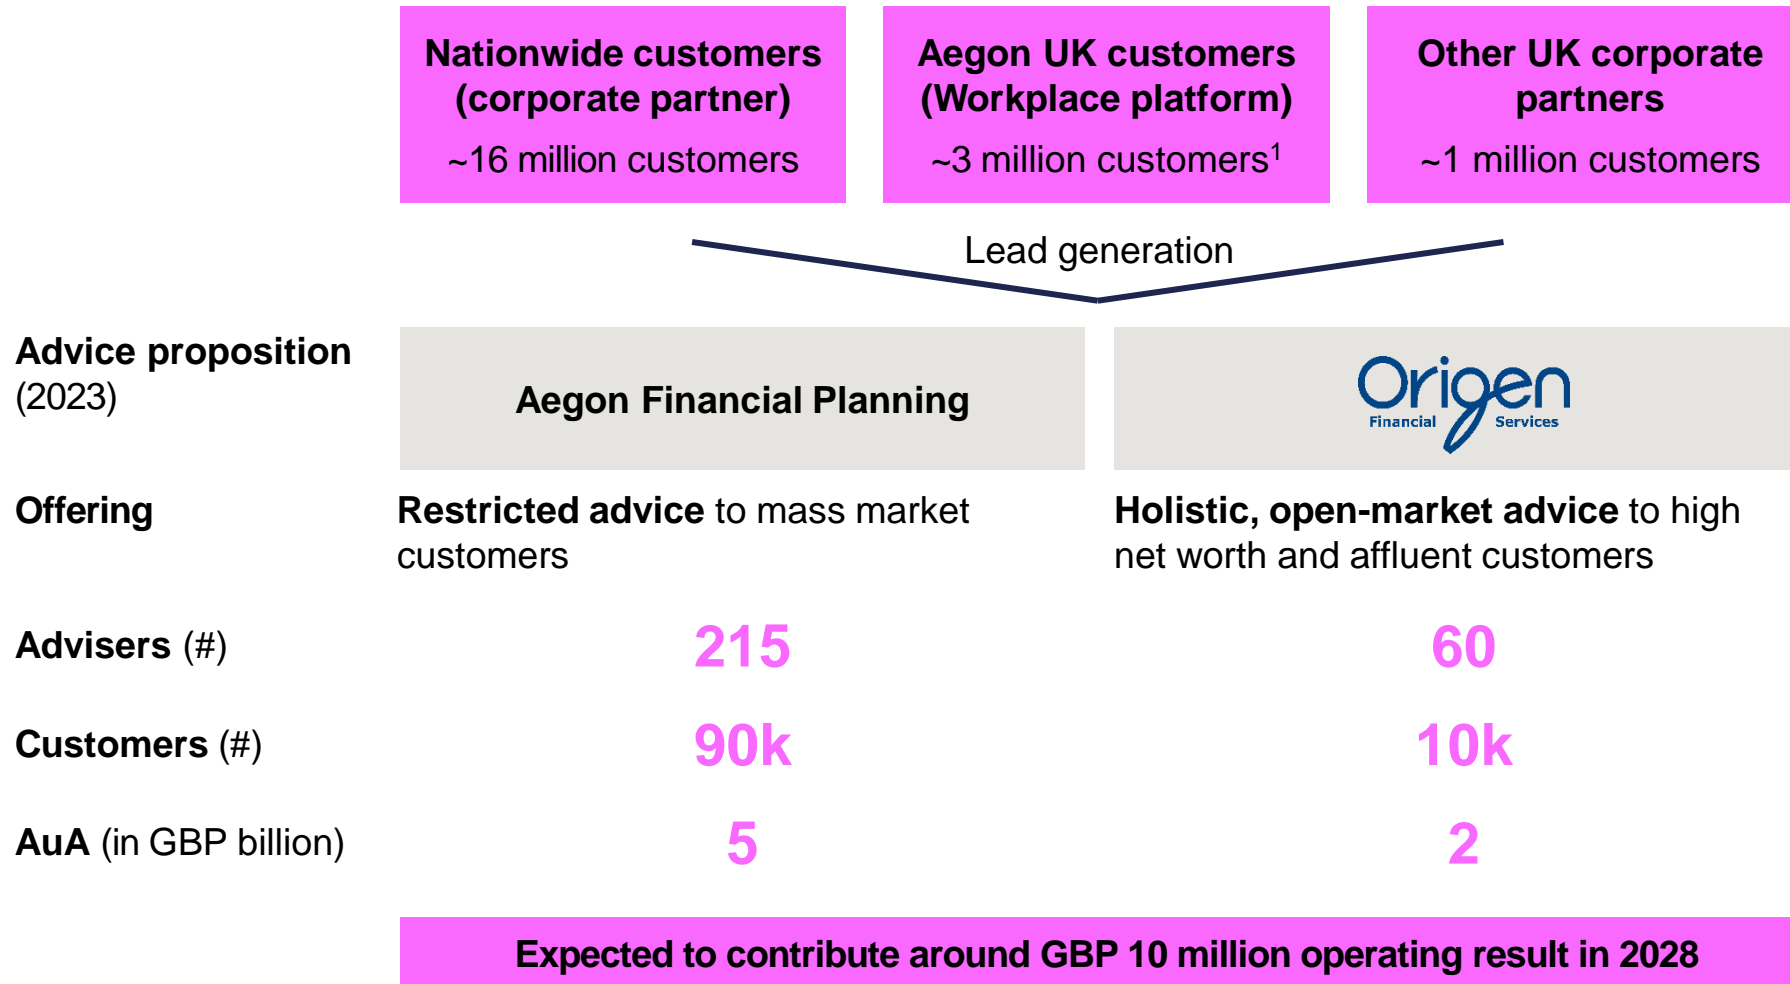 Nationwide customers
(corporate partner)
~16 million customers
Aegon UK customers
(Workplace platform)
~3 million customers¹
Other UK corporate
partners
~1 million customers
Lead generation
Advice proposition
(2023)
Aegon Financial Planning
Origen
Financial Services
Offering
Restricted advice to mass market
customers
Holistic, open-market advice to high
net worth and affluent customers
Advisers (#)
215
60
Customers (#)
90k
10k
AuA (in GBP billion)
5
2
Expected to contribute around GBP 10 million operating result in 2028